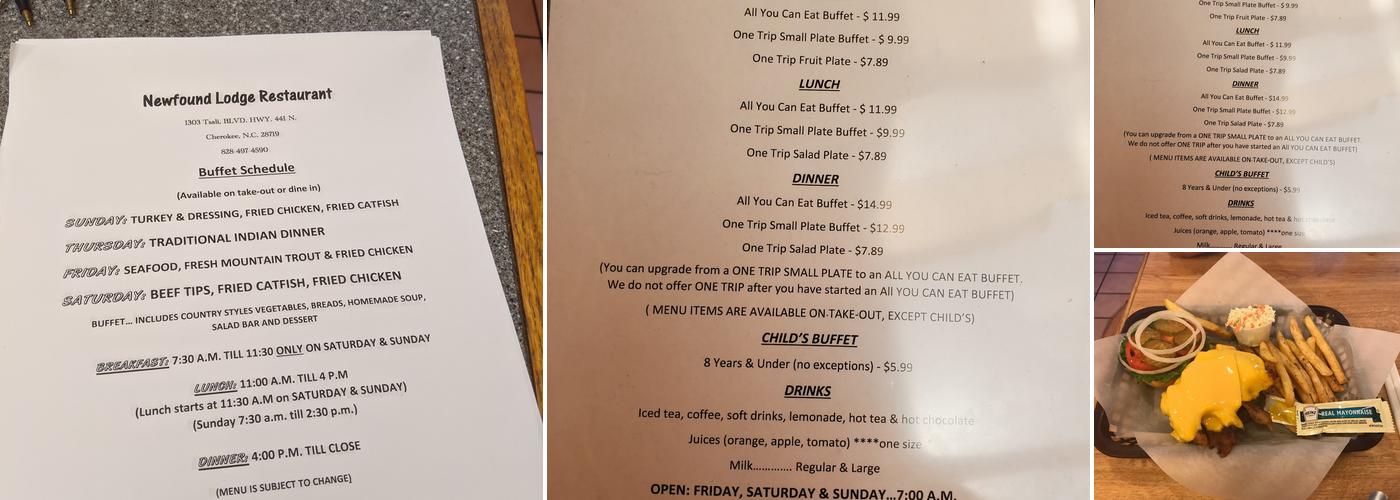 Newfound Lodge Restaurant
1303 Tsali, BLVD. HWY. 441 N.
Cherokee, N.C. 28719
828-497-4590
Buffet Schedule
(Available on take-out or dine in)
SUNDAY: TURKEY & DRESSING, FRIED CHICKEN, FRIED CATFISH
THURSDAY: TRADITIONAL INDIAN DINNER
FRIDAY: SEAFOOD, FRESH MOUNTAIN TROUT & FRIED CHICKEN
SATURDAY: BEEF TIPS, FRIED CATFISH, FRIED CHICKEN
BUFFET... INCLUDES COUNTRY STYLES VEGETABLES, BREADS, HOMEMADE SOUP,
SALAD BAR AND DESSERT
BREAKFAST: 7:30 A.M. TILL 11:30 ONLY ON SATURDAY & SUNDAY
LUNCH: 11:00 A.M. TILL 4 P.M
(Lunch starts at 11:30 A.M on SATURDAY & SUNDAY)
(Sunday 7:30 a.m. till 2:30 p.m.)
DINNER: 4:00 P.M. TILL CLOSE
(MENU IS SUBJECT TO CHANGE)
All You Can Eat Buffet - $ 11.99
One Trip Small Plate Buffet - $ 9.99
One Trip Fruit Plate - $7.89
LUNCH
All You Can Eat Buffet - $ 11.99
One Trip Small Plate Buffet - $9.99
One Trip Salad Plate - $7.89
DINNER
All You Can Eat Buffet - $14.99
One Trip Small Plate Buffet - $12.99
One Trip Salad Plate - $7.89
(You can upgrade from a ONE TRIP SMALL PLATE to an ALL YOU CAN EAT BUFFET.
We do not offer ONE TRIP after you have started an All YOU CAN EAT BUFFET)
( MENU ITEMS ARE AVAILABLE ON-TAKE-OUT, EXCEPT CHILD'S)
CHILD'S BUFFET
8 Years & Under (no exceptions) - $5.99
DRINKS
Iced tea, coffee, soft drinks, lemonade, hot tea & hot chocolate
Juices (orange, apple, tomato) ****one size
Milk............. Regular & Large
OPEN: FRIDAY, SATURDAY & SUNDAY...7:00 A.M.
One Trip Small Plate Buffet - $ 9.99
One Trip Fruit Plate - $7.89
LUNCH
All You Can Eat Buffet - $ 11.99
One Trip Small Plate Buffet - $9.99
One Trip Salad Plate - $7.89
DINNER
All You Can Eat Buffet - $14.99
One Trip Small Plate Buffet - $12.99
One Trip Salad Plate - $7.89
(You can upgrade from a ONE TRIP SMALL PLATE to an ALL YOU CAN EAT BUFFET.
We do not offer ONE TRIP after you have started an All YOU CAN EAT BUFFET)
( MENU ITEMS ARE AVAILABLE ON-TAKE-OUT, EXCEPT CHILD'S)
CHILD'S BUFFET
8 Years & Under (no exceptions) - $5.99
DRINKS
Iced tea, coffee, soft drinks, lemonade, hot tea & hot chocolate
Juices (orange, apple, tomato) ****one size
Milk............. Regular & Large
HEINZ
REAL MAYONNAISE